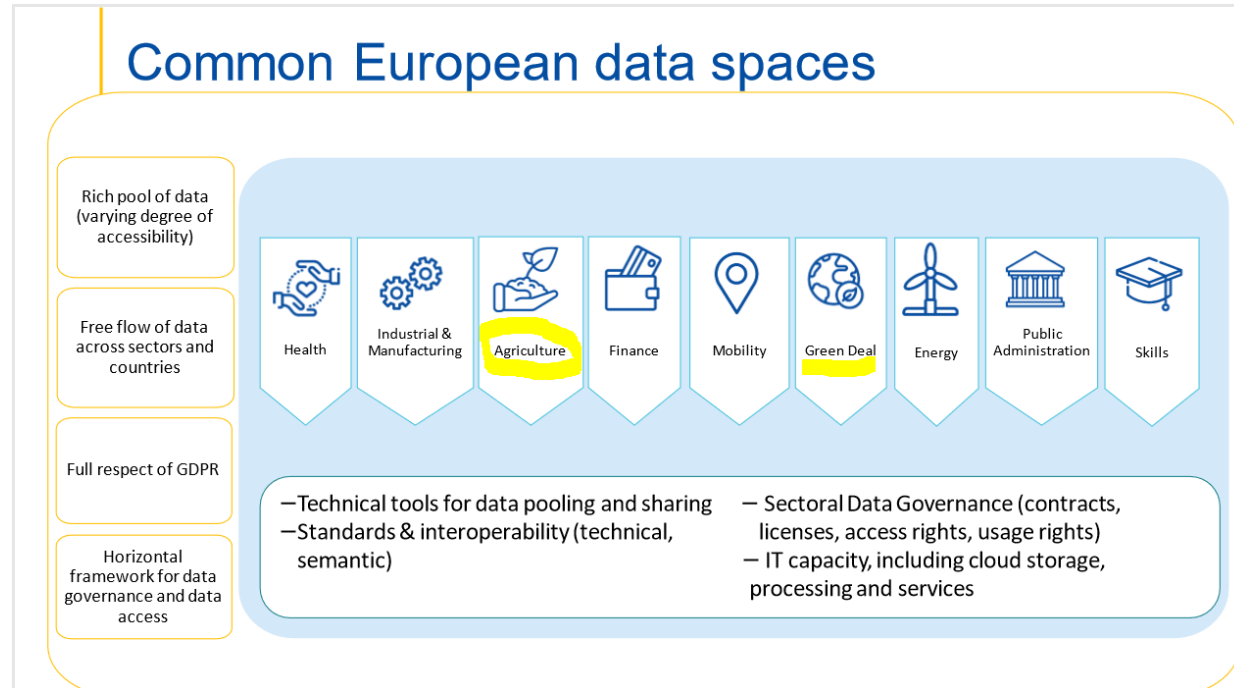 Common European data spaces
Rich pool of data
(varying degree of
accessibility)
Free flow of data
across sectors and
countries
Full respect of GDPR
Horizontal
framework for data
governance and data
access
Health
Industrial &
Manufacturing
Agriculture
Finance
Mobility
Green Deal
Energy
Public
Administration
Skills
–Technical tools for data pooling and sharing
–Standards & interoperability (technical,
semantic)
– Sectoral Data Governance (contracts,
licenses, access rights, usage rights)
– IT capacity, including cloud storage,
processing and services